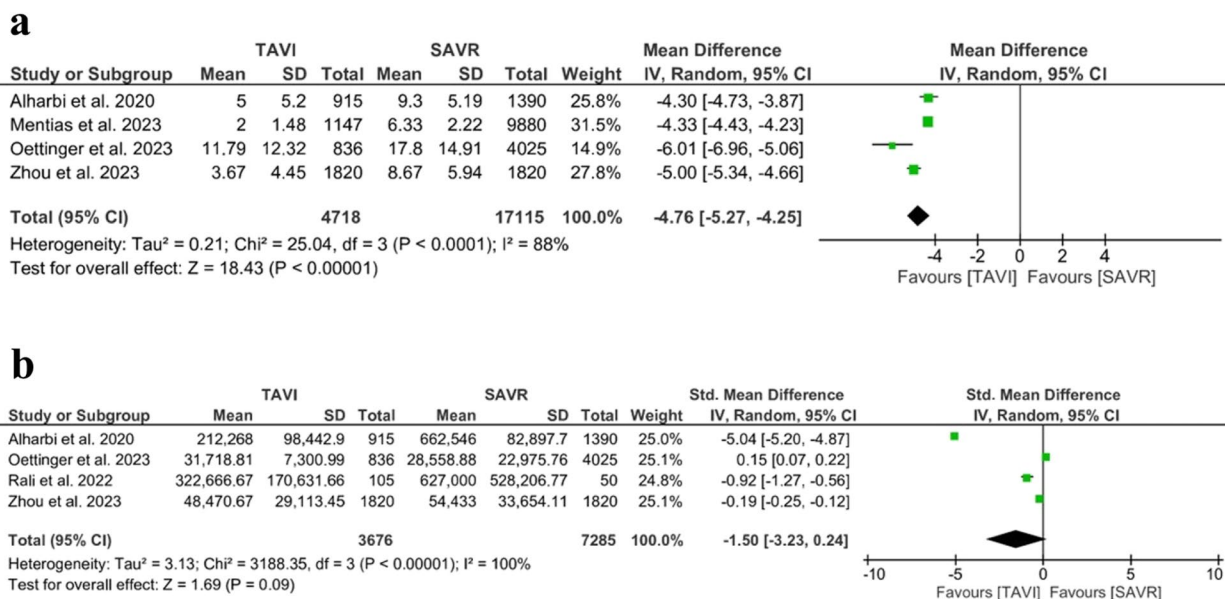 a
TAVI SAVR Mean Difference Mean Difference
Study or Subgroup Mean SD Total Mean SD Total Weight IV, Random, 95% CI IV, Random, 95% CI
Alharbi et al. 2020 5 5.2 915 9.3 5.19 1390 25.8% -4.30 [-4.73, -3.87]
Mentias et al. 2023 2 1.48 1147 6.33 2.22 9880 31.5% -4.33 [-4.43, -4.23]
Oettinger et al. 2023 11.79 12.32 836 17.8 14.91 4025 14.9% -6.01 [-6.96, -5.06]
Zhou et al. 2023 3.67 4.45 1820 8.67 5.94 1820 27.8% -5.00 [-5.34, -4.66]
Total (95% CI) 4718 17115 100.0% -4.76 [-5.27, -4.25]
Heterogeneity: Tau² = 0.21; Chi² = 25.04, df = 3 (P < 0.0001); I² = 88%
Test for overall effect: Z = 18.43 (P < 0.00001)
-4 -2 0 2 4
Favours [TAVI] Favours [SAVR]
b
TAVI SAVR Std. Mean Difference Std. Mean Difference
Study or Subgroup Mean SD Total Mean SD Total Weight IV, Random, 95% CI IV, Random, 95% CI
Alharbi et al. 2020 212,268 98,442.9 915 662,546 82,897.7 1390 25.0% -5.04 [-5.20, -4.87]
Oettinger et al. 2023 31,718.81 7,300.99 836 28,558.88 22,975.76 4025 25.1% 0.15 [0.07, 0.22]
Rali et al. 2022 322,666.67 170,631.66 105 627,000 528,206.77 50 24.8% -0.92 [-1.27, -0.56]
Zhou et al. 2023 48,470.67 29,113.45 1820 54,433 33,654.11 1820 25.1% -0.19 [-0.25, -0.12]
Total (95% CI) 3676 7285 100.0% -1.50 [-3.23, 0.24]
Heterogeneity: Tau² = 3.13; Chi² = 3188.35, df = 3 (P < 0.00001); I² = 100%
Test for overall effect: Z = 1.69 (P = 0.09)
-10 -5 0 5 10
Favours [TAVI] Favours [SAVR]